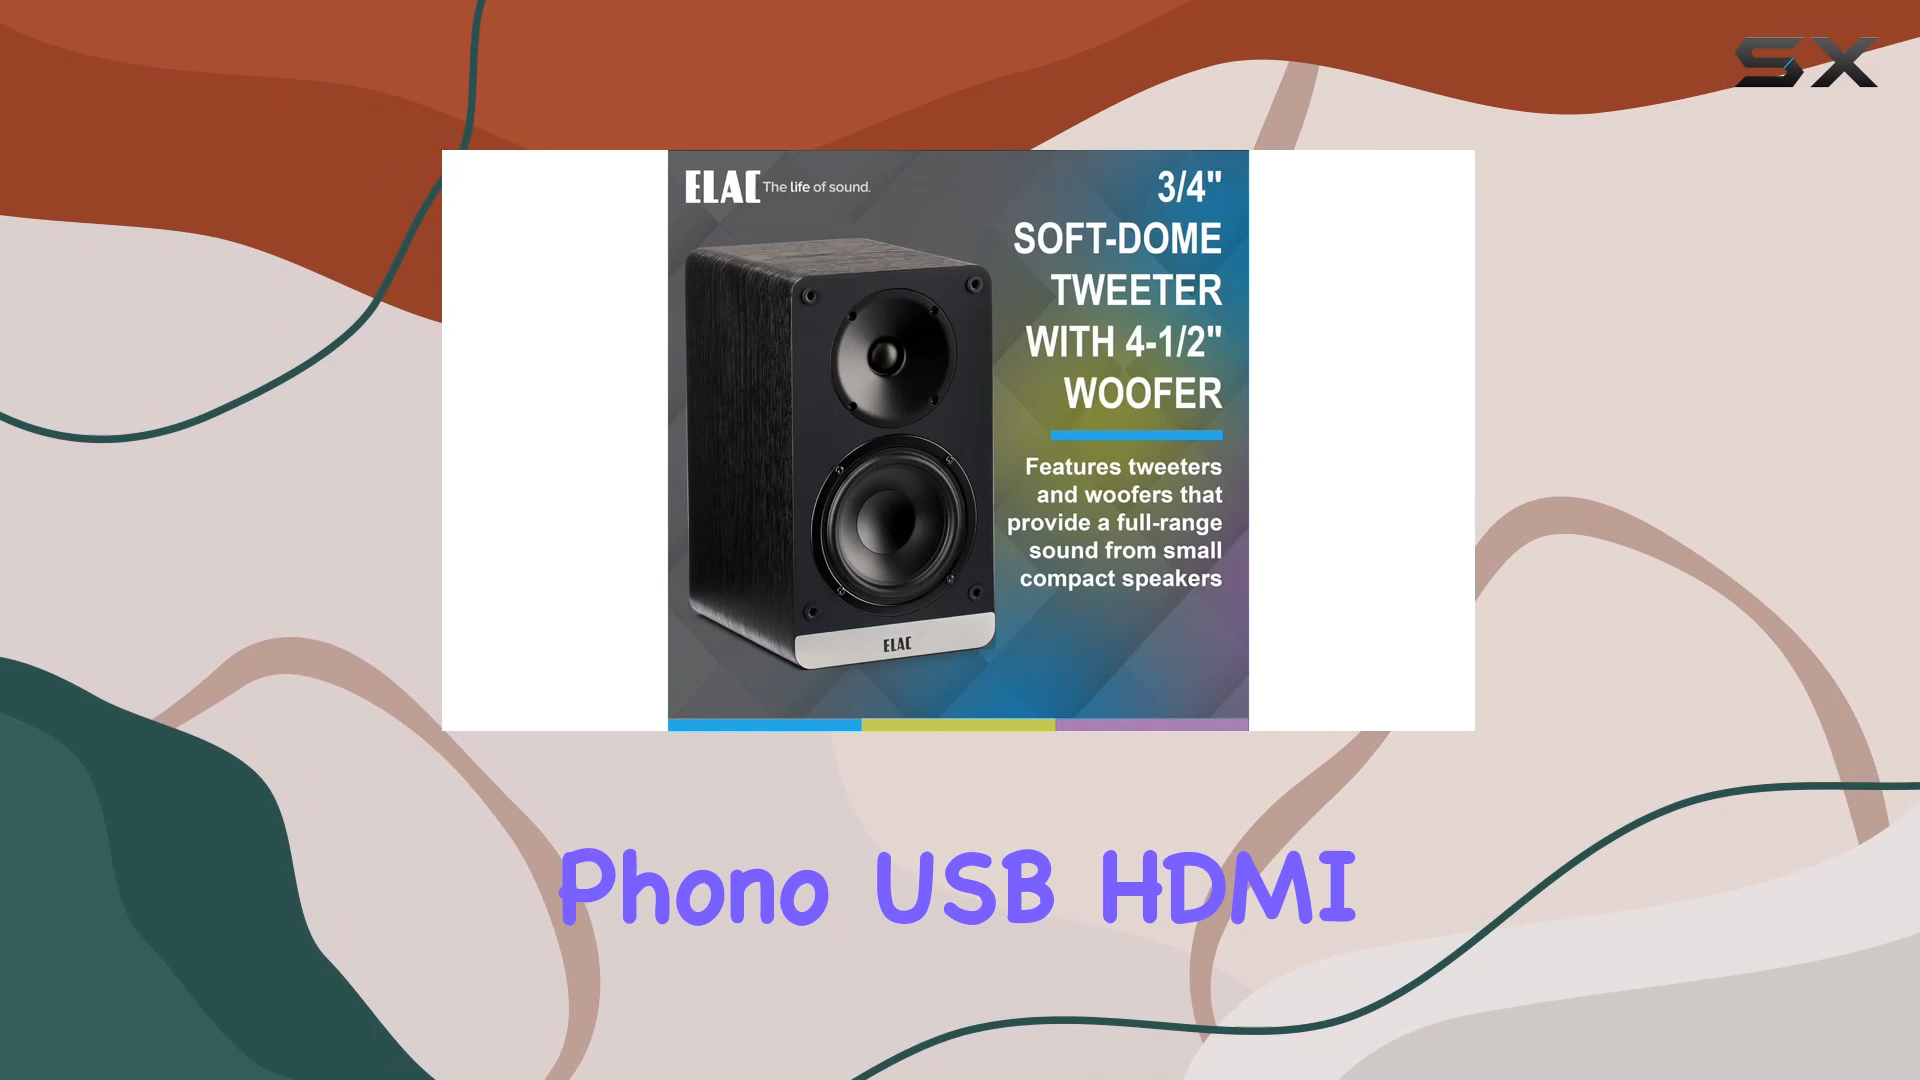 SX
ELAC The life of sound.
3/4"
SOFT-DOME
TWEETER
WITH 4-1/2"
WOOFER
Features tweeters
and woofers that
provide a full-range
sound from small
compact speakers
ELAC
Phono USB HDMI